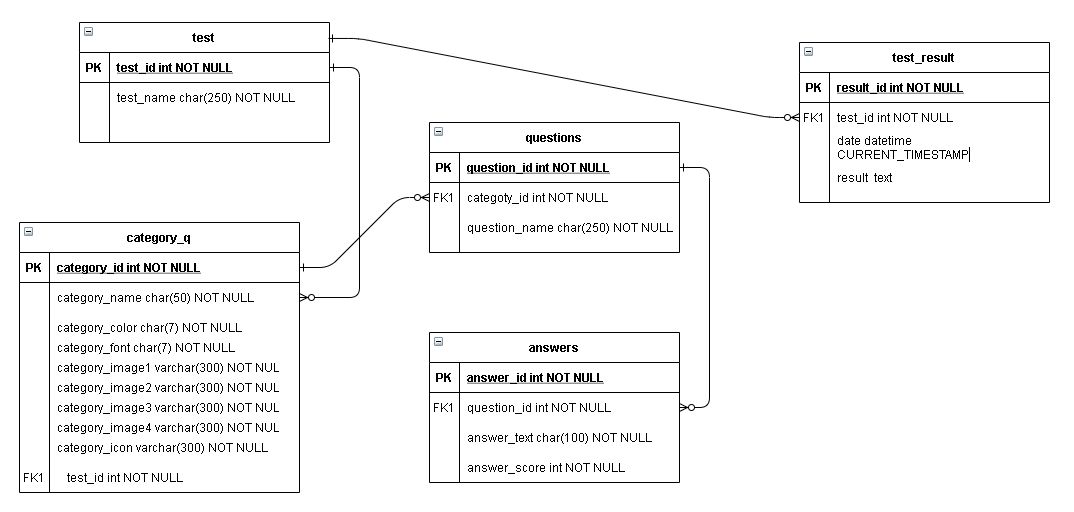 test
PK test_id int NOT NULL
test_name char(250) NOT NULL
test_result
PK result_id int NOT NULL
FK1 test_id int NOT NULL
date datetime
CURRENT_TIMESTAMP
result text
questions
PK question_id int NOT NULL
FK1 categoty_id int NOT NULL
question_name char(250) NOT NULL
category_q
PK category_id int NOT NULL
category_name char(50) NOT NULL
category_color char(7) NOT NULL
category_font char(7) NOT NULL
category_image1 varchar(300) NOT NUL
category_image2 varchar(300) NOT NUL
category_image3 varchar(300) NOT NUL
category_image4 varchar(300) NOT NUL
category_icon varchar(300) NOT NULL
FK1 test_id int NOT NULL
answers
PK answer_id int NOT NULL
FK1 question_id int NOT NULL
answer_text char(100) NOT NULL
answer_score int NOT NULL